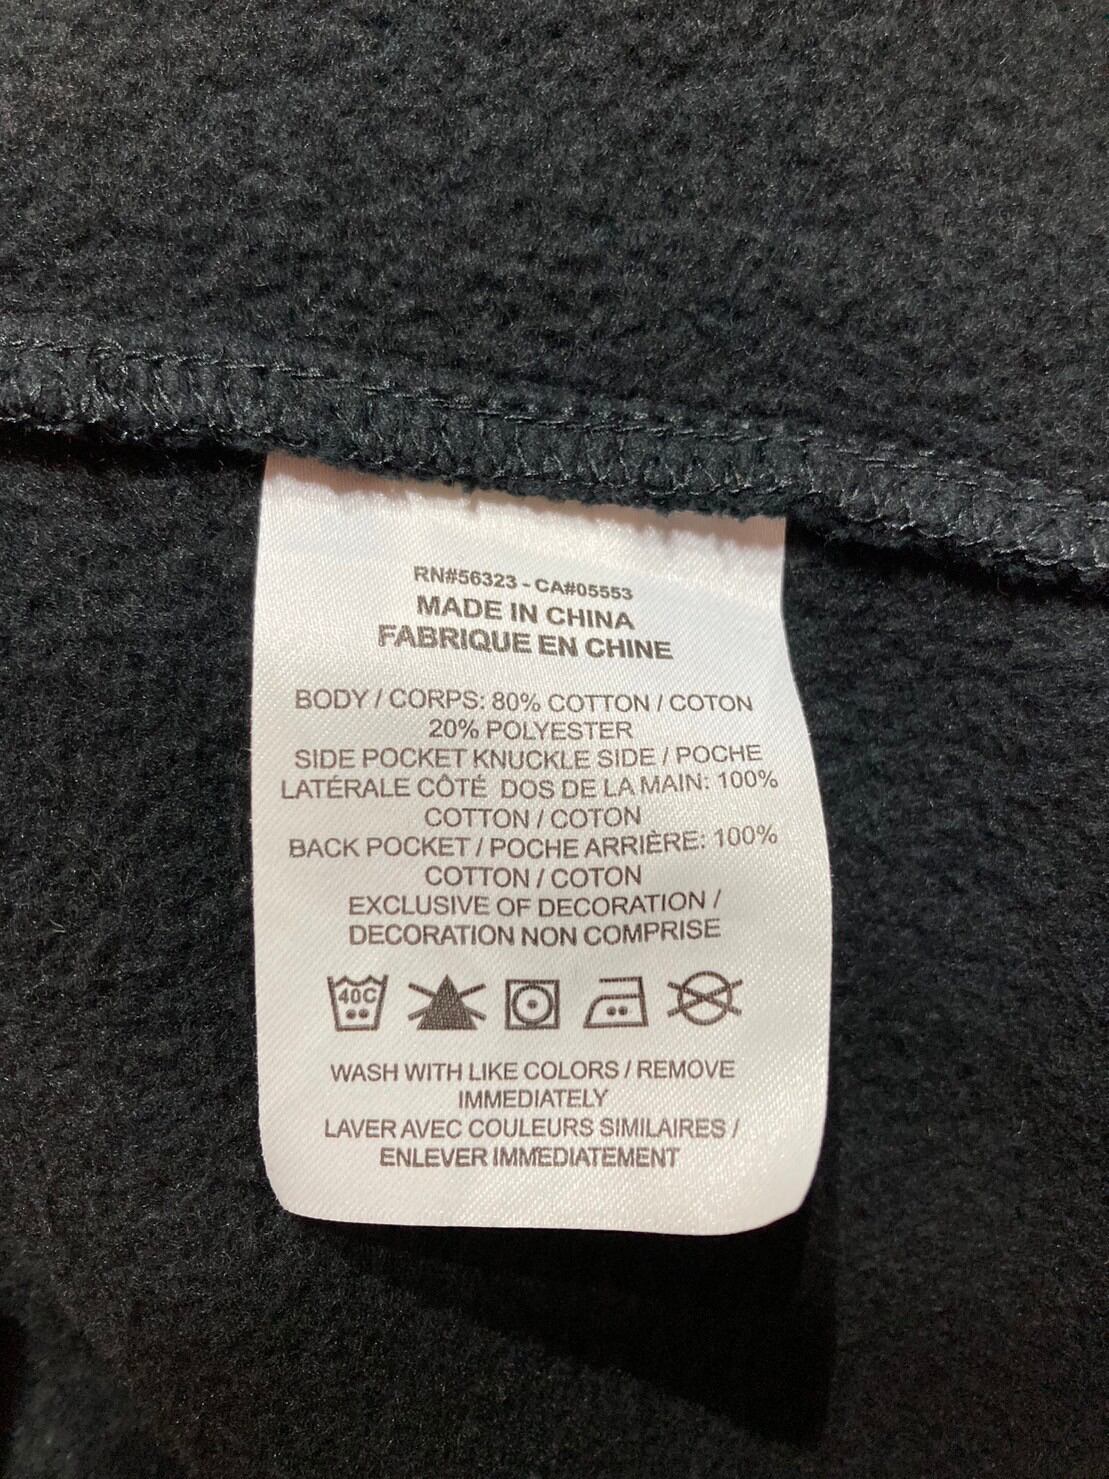 RN#56323 - CA#05553
MADE IN CHINA
FABRIQUE EN CHINE
BODY / CORPS: 80% COTTON / COTON
20% POLYESTER
SIDE POCKET KNUCKLE SIDE / POCHE
LATÉRALE CÔTÉ DOS DE LA MAIN: 100%
COTTON / COTON
BACK POCKET / POCHE ARRIÈRE: 100%
COTTON / COTON
EXCLUSIVE OF DECORATION /
DECORATION NON COMPRISE
40C
WASH WITH LIKE COLORS / REMOVE
IMMEDIATELY
LAVER AVEC COULEURS SIMILAIRES /
ENLEVER IMMEDIATEMENT